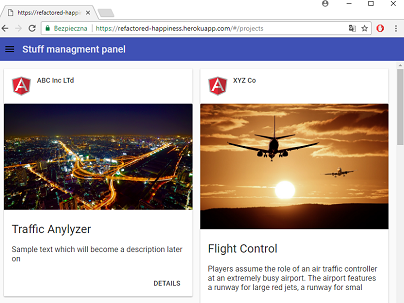 https://refactored-happiness
Bezpieczna
https://refactored-happiness.herokuapp.com/#/projects
Stuff managment panel
ABC Inc LTd
Traffic Anylyzer
Sample text which will become a description later
on
DETAILS
XYZ Co
Flight Control
Players assume the role of an air traffic controller
at an extremely busy airport. The airport features
a runway for large red jets, a runway for smal